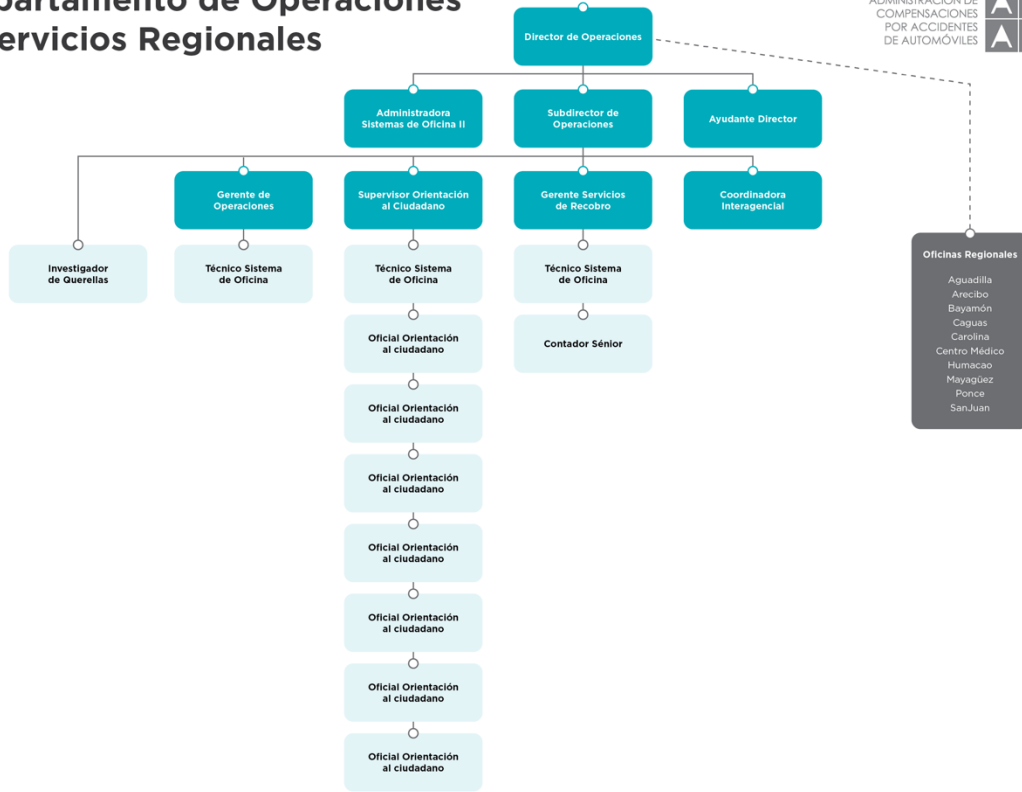 de Operaciones
Regionales
ADMINISTRACIÓN DE
COMPENSACIONES
POR ACCIDENTES
DE AUTOMÓVILES
A
A
Director de Operaciones
Administradora
Sistemas de Oficina II
Subdirector de
Operaciones
Ayudante Director
Gerente de
Operaciones
Supervisor Orientación
al Ciudadano
Gerente Servicios
de Recobro
Coordinadora
Interagencial
Investigador
de Querellas
Técnico Sistema
de Oficina
Técnico Sistema
de Oficina
Técnico Sistema
de Oficina
Oficial Orientación
al ciudadano
Contador Sénior
Oficial Orientación
al ciudadano
Oficial Orientación
al ciudadano
Oficial Orientación
al ciudadano
Oficial Orientación
al ciudadano
Oficial Orientación
al ciudadano
Oficial Orientación
al ciudadano
Oficinas Regionales
Aguadilla
Arecibo
Bayamón
Caguas
Carolina
Centro Médico
Humacao
Mayagüez
Ponce
SanJuan